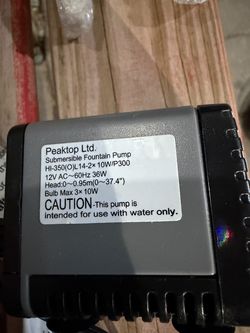 Peaktop Ltd.
Submersible Fountain Pump
HI-350(O)L14-2×10W/P300
12V AC~60Hz 36W
Head:0~0.95m(0~37.4")
Bulb Max 3×10W
CAUTION-This pump is
intended for use with water only.